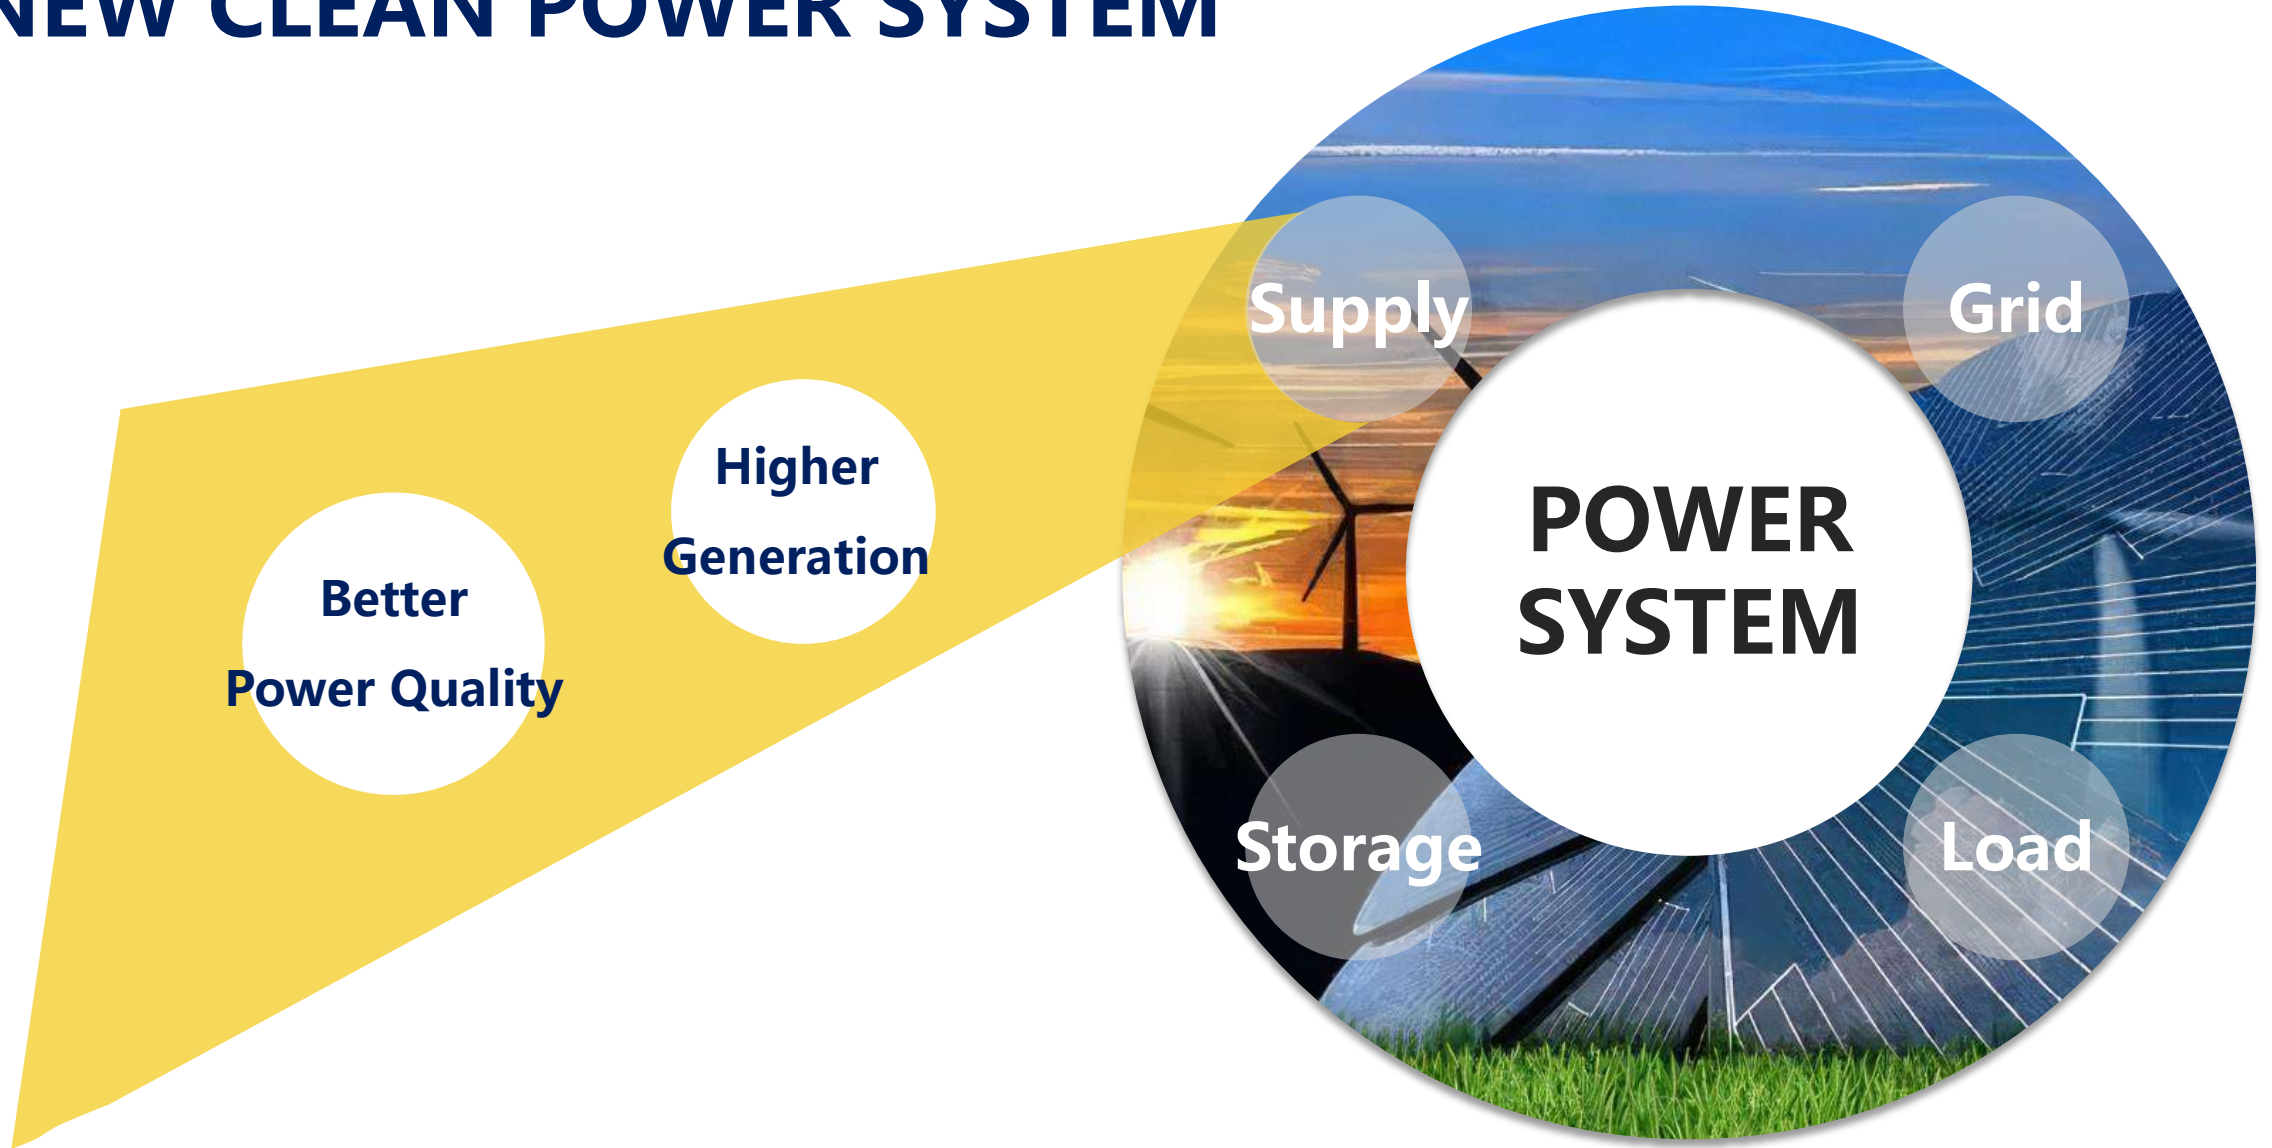 NEW CLEAN POWER SYSTEM
Supply
Grid
Higher
Generation
Better
Power Quality
POWER
SYSTEM
Storage
Load